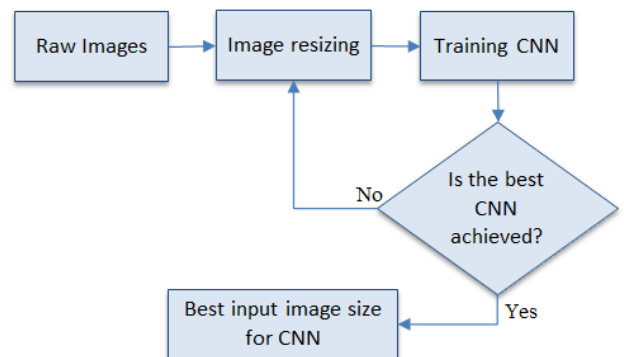 Raw Images
Image resizing
Training CNN
Is the best
CNN
achieved?
No
Yes
Best input image size
for CNN